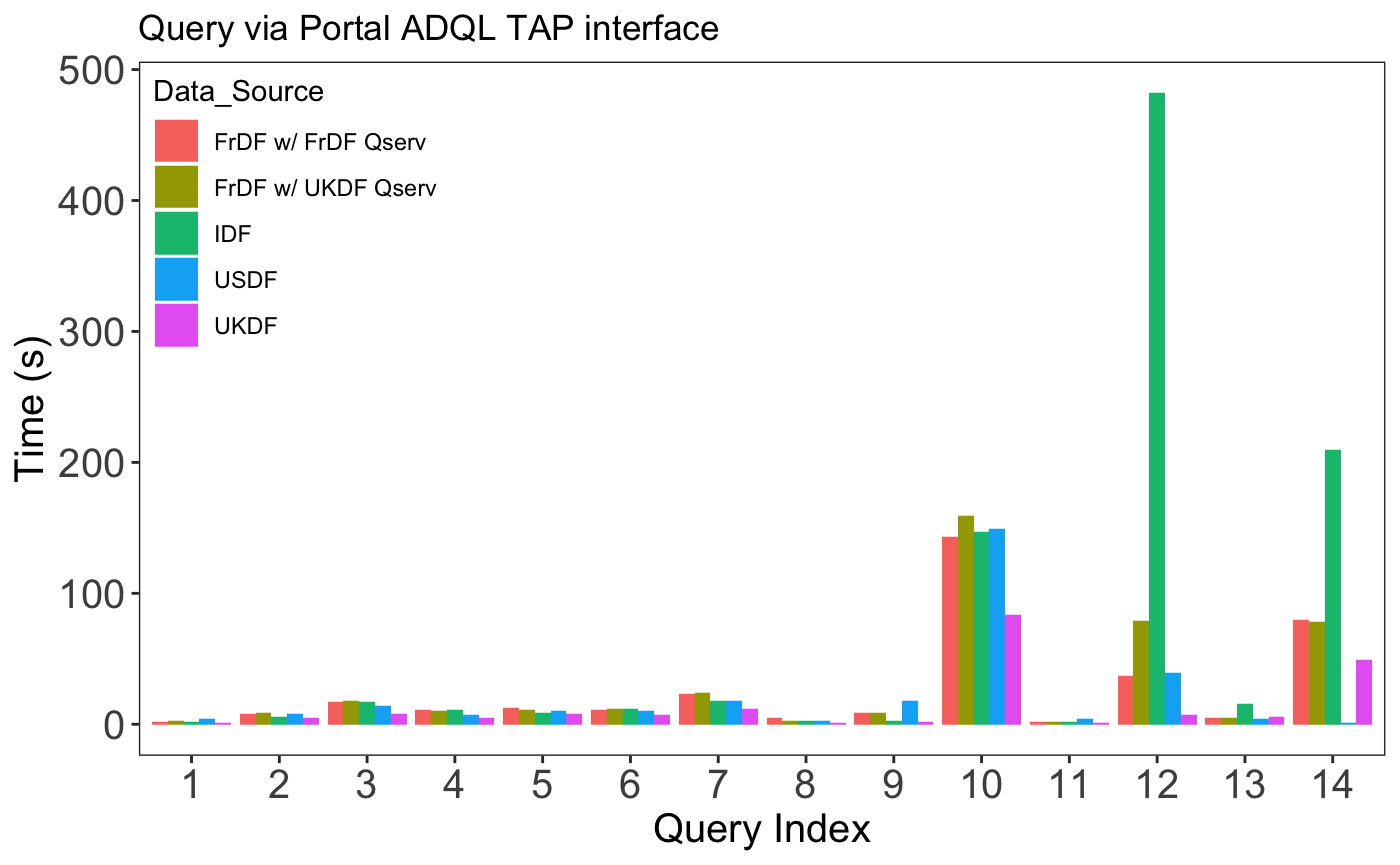 Query via Portal ADQL TAP interface
Data_Source
FrDF w/ FrDF Qserv
FrDF w/ UKDF Qserv
IDF
USDF
UKDF
Time (s)
500
400
300
200
100
0
1 2 3 4 5 6 7 8 9 10 11 12 13 14
Query Index